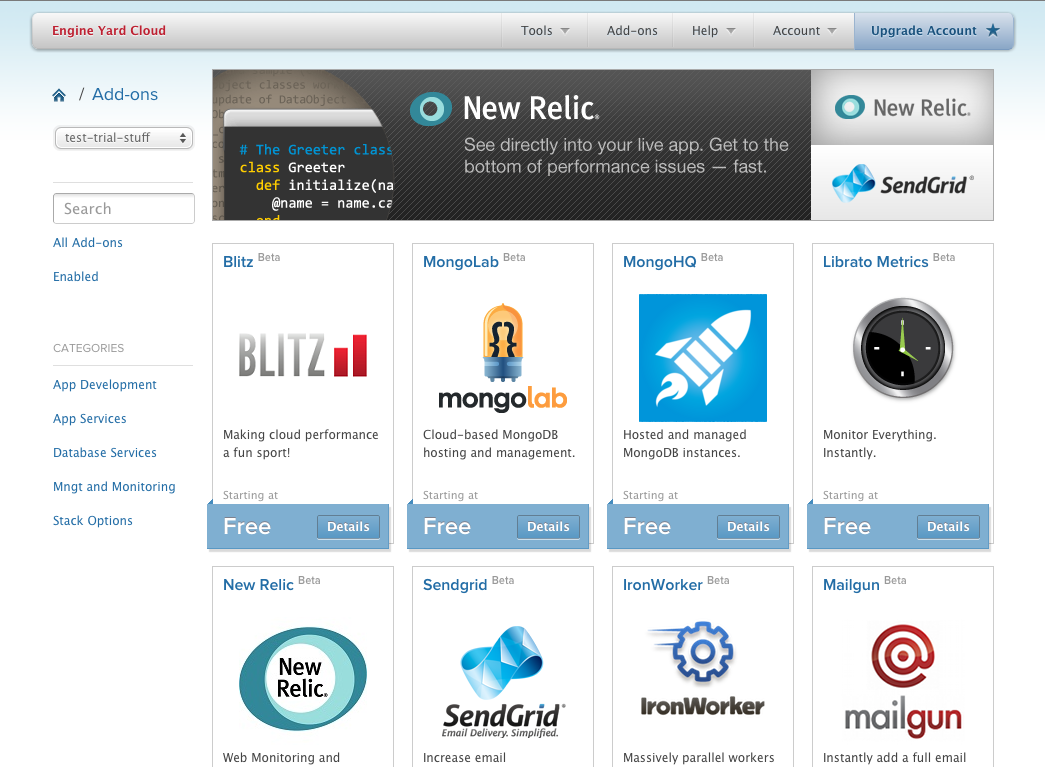 Engine Yard Cloud
Tools
Add-ons
Help
Account
Upgrade Account
/ Add-ons
test-trial-stuff
Search
All Add-ons
Enabled
CATEGORIES
App Development
App Services
Database Services
Mngt and Monitoring
Stack Options
object classes
update of DataObject
# The Greeter class
class Greeter
def initialize(na
@name = name.ca
end
New Relic.
See directly into your live app. Get to the
bottom of performance issues — fast.
New Relic.
SendGrid®
Blitz Beta
BLITZ
Making cloud performance
a fun sport!
Starting at
Free
Details
MongoLab Beta
mongolab
Cloud-based MongoDB
hosting and management.
Starting at
Free
Details
MongoHQ Beta
Hosted and managed
MongoDB instances.
Starting at
Free
Details
Librato Metrics Beta
Monitor Everything.
Instantly.
Starting at
Free
Details
New Relic Beta
New
Relic.
Web Monitoring and
Sendgrid Beta
SendGrid®
Email Delivery. Simplified.
Increase email
IronWorker Beta
IronWorker
Massively parallel workers
Mailgun Beta
mailgun
Instantly add a full email